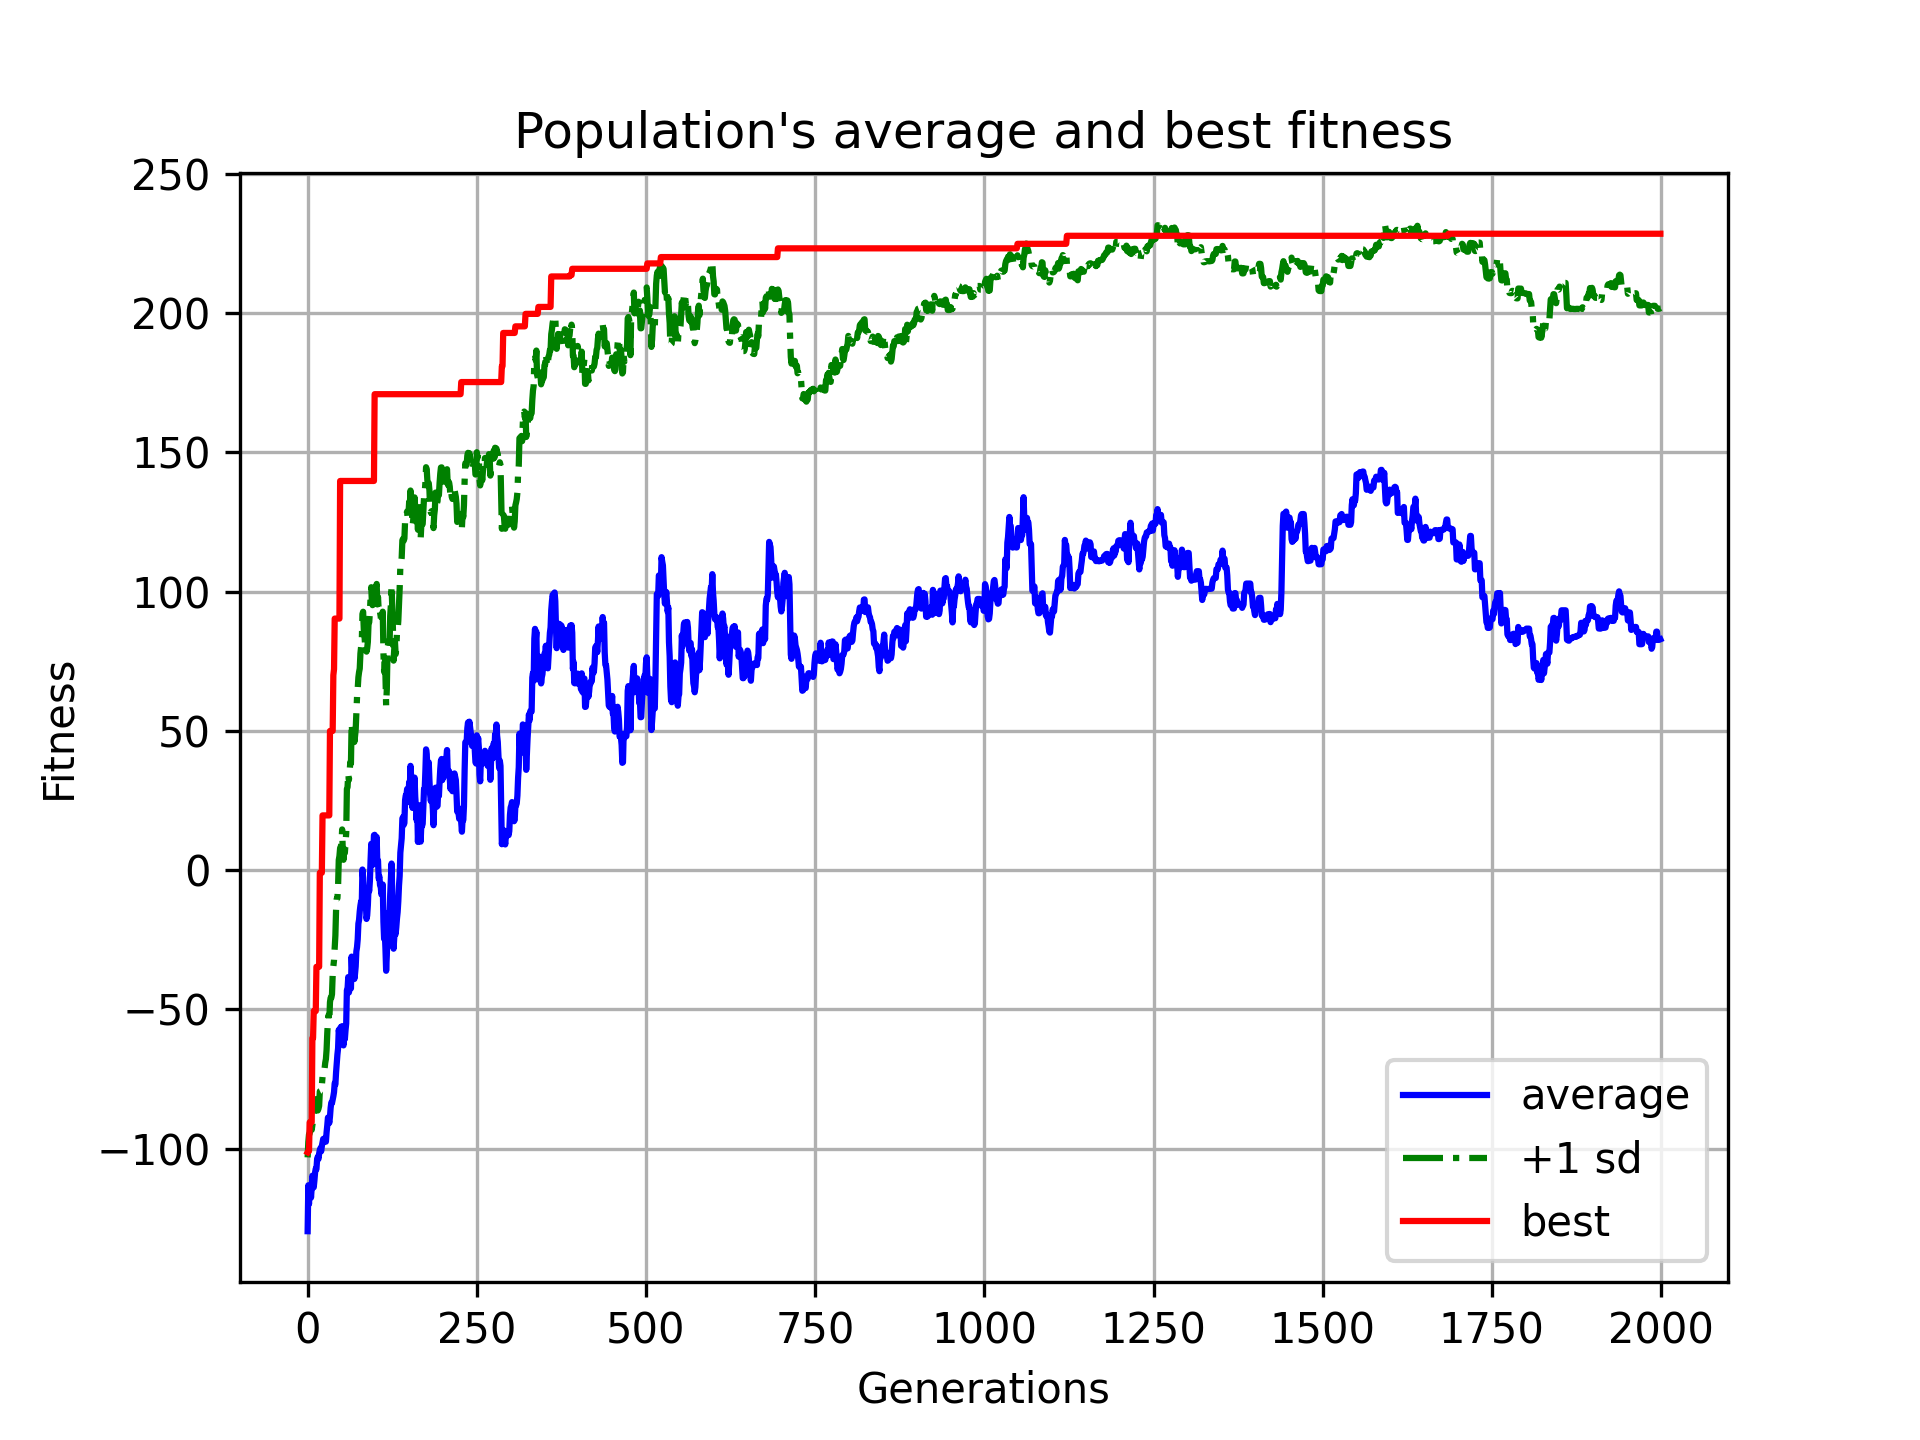 Population's average and best fitness
250
200
150
100
50
0
−50
−100
Fitness
average
+1 sd
best
0 250 500 750 1000 1250 1500 1750 2000
Generations